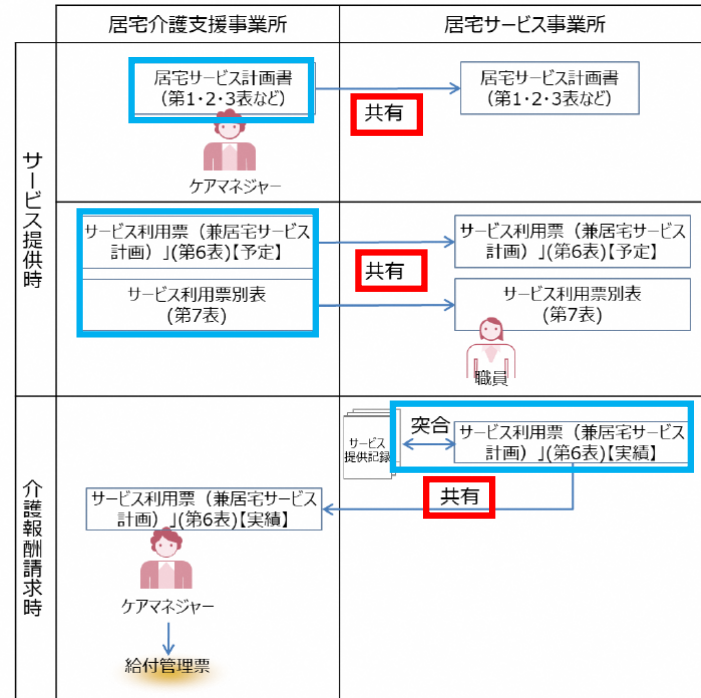 居宅介護支援事業所
居宅サービス事業所
サービス提供時
居宅サービス計画書
（第1・2・3表など）
共有
居宅サービス計画書
（第1・2・3表など）
ケアマネジャー
サービス利用票（兼居宅サービス
計画）」(第6表)【予定】
共有
サービス利用票（兼居宅サービス
計画）」(第6表)【予定】
サービス利用票別表
(第7表)
サービス利用票別表
(第7表)
職員
介護報酬請求時
サービス
提供記録
突合
サービス利用票（兼居宅サービス
計画）」(第6表)【実績】
共有
サービス利用票（兼居宅サービス
計画）」(第6表)【実績】
ケアマネジャー
給付管理票